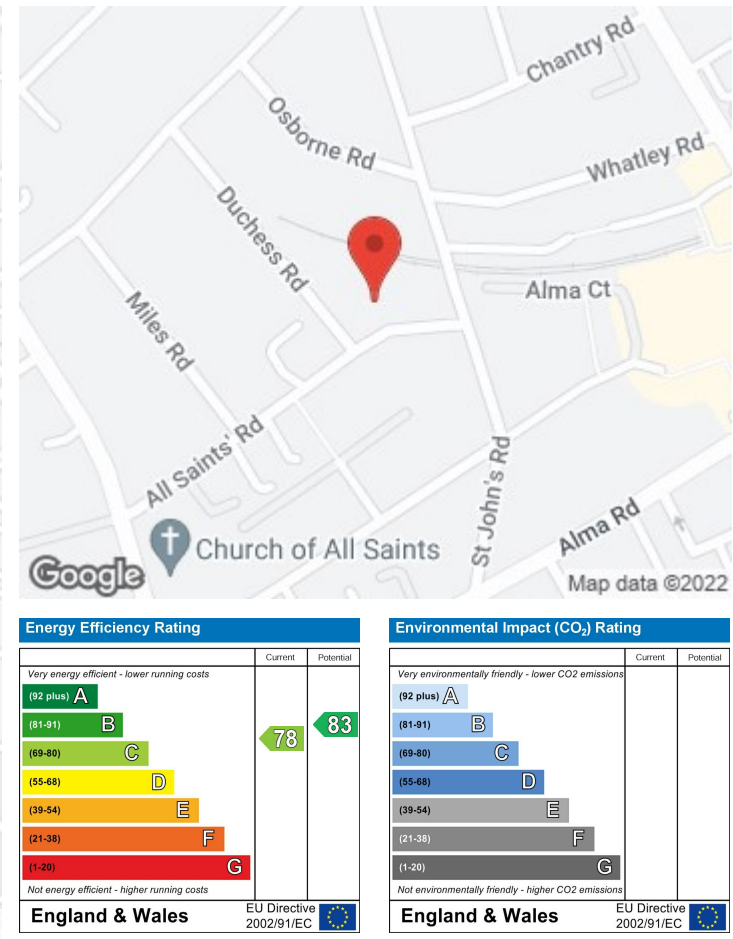 Chantry Rd
Osborne Rd
Whatley Rd
Duchess Rd
Alma Ct
Miles Rd
All Saints' Rd
St John's Rd
Alma Rd
Church of All Saints
Google
Map data ©2022
Energy Efficiency Rating
Current
Potential
Very energy efficient - lower running costs
(92 plus) A
(81-91) B
(69-80) C
(55-68) D
(39-54) E
(21-38) F
(1-20) G
78
83
Not energy efficient - higher running costs
England & Wales
EU Directive
2002/91/EC
Environmental Impact (CO₂) Rating
Current
Potential
Very environmentally friendly - lower CO2 emissions
(92 plus) A
(81-91) B
(69-80) C
(55-68) D
(39-54) E
(21-38) F
(1-20) G
Not environmentally friendly - higher CO2 emissions
England & Wales
EU Directive
2002/91/EC